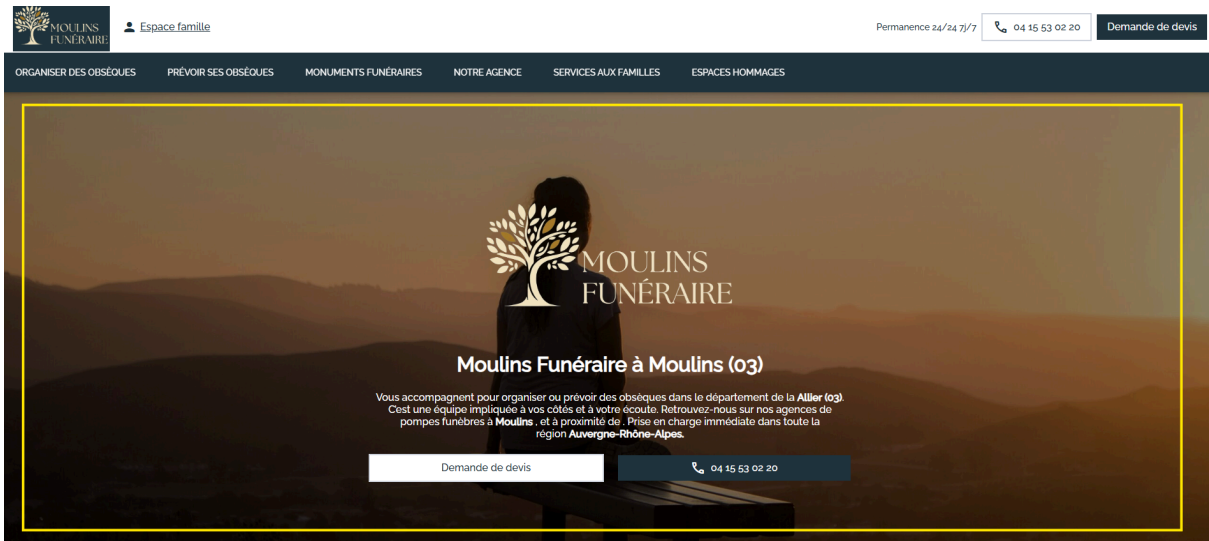 MOULINS
FUNÉRAIRE
Espace famille
Permanence 24/24 7j/7
04 15 53 02 20
Demande de devis
ORGANISER DES OBSÈQUES
PRÉVOIR SES OBSÈQUES
MONUMENTS FUNÉRAIRES
NOTRE AGENCE
SERVICES AUX FAMILLES
ESPACES HOMMAGES
MOULINS
FUNÉRAIRE
Moulins Funéraire à Moulins (03)
Vous accompagnent pour organiser ou prévoir des obsèques dans le département de la Allier (03).
C'est une équipe impliquée à vos côtés et à votre écoute. Retrouvez-nous sur nos agences de
pompes funèbres à Moulins , et à proximité de . Prise en charge immédiate dans toute la
région Auvergne-Rhône-Alpes.
Demande de devis
04 15 53 02 20